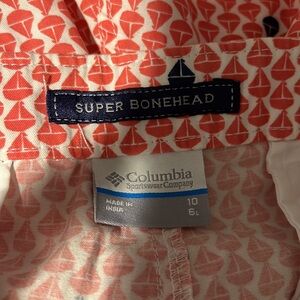 SUPER BONEHEAD
Columbia
Sportswear Company
MADE IN
INDIA
10
6L